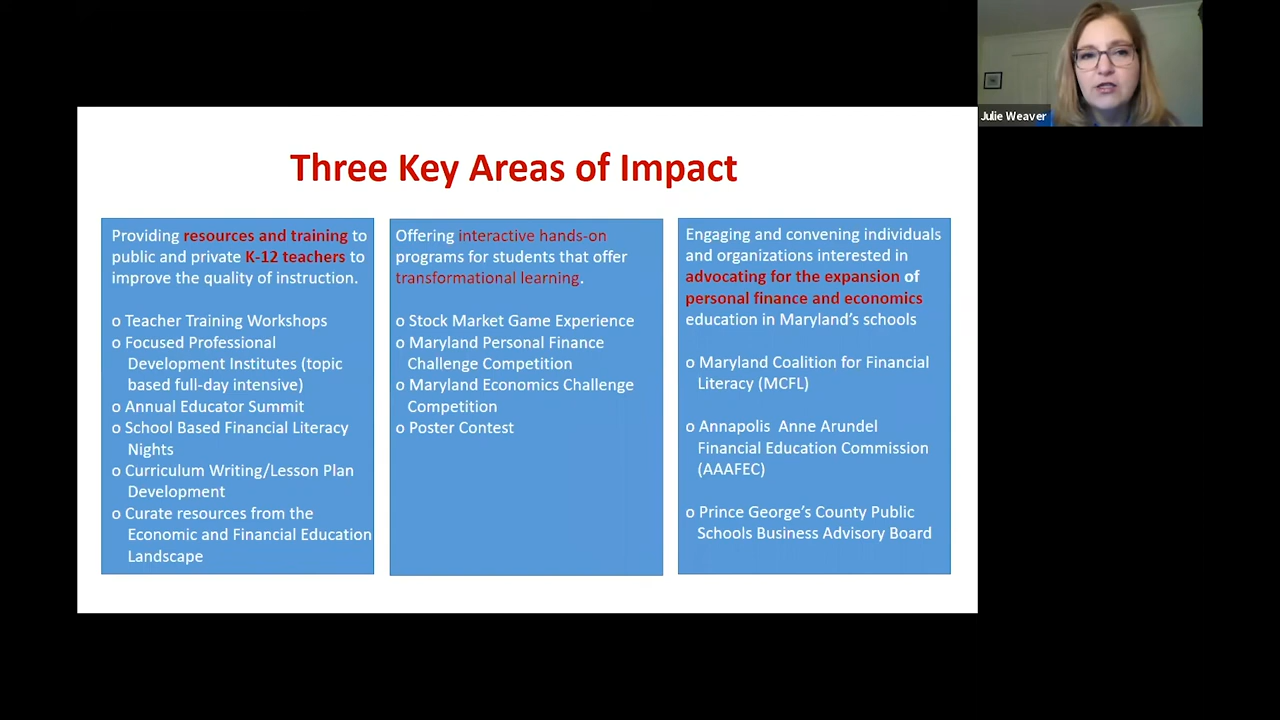 Three Key Areas of Impact
Providing resources and training to
public and private K-12 teachers to
improve the quality of instruction.
o Teacher Training Workshops
o Focused Professional
Development Institutes (topic
based full-day intensive)
o Annual Educator Summit
o School Based Financial Literacy
Nights
o Curriculum Writing/Lesson Plan
Development
o Curate resources from the
Economic and Financial Education
Landscape
Offering interactive hands-on
programs for students that offer
transformational learning.
o Stock Market Game Experience
o Maryland Personal Finance
Challenge Competition
o Maryland Economics Challenge
Competition
o Poster Contest
Engaging and convening individuals
and organizations interested in
advocating for the expansion of
personal finance and economics
education in Maryland's schools
o Maryland Coalition for Financial
Literacy (MCFL)
o Annapolis Anne Arundel
Financial Education Commission
(AAAFEC)
o Prince George's County Public
Schools Business Advisory Board
Julie Weaver